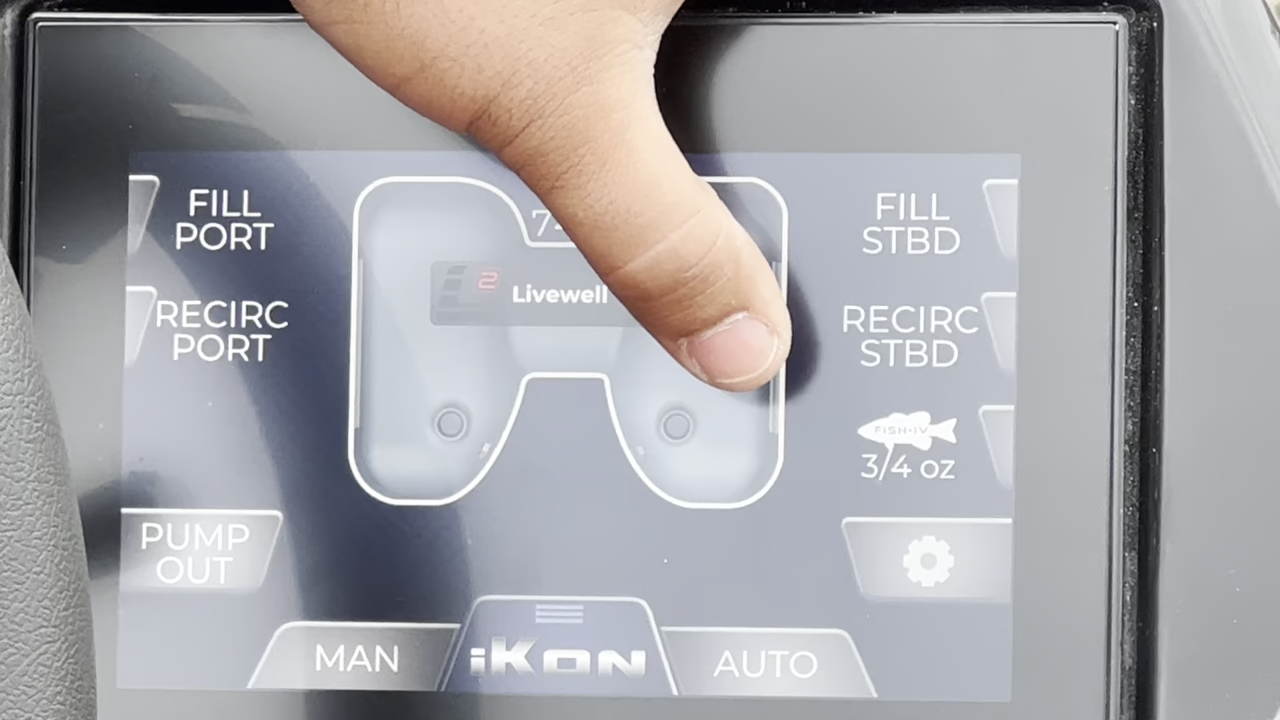 FILL
PORT
RECIRC
PORT
PUMP
OUT
2
Livewell
FILL
STBD
RECIRC
STBD
FISH-IV
3/4 oz
MAN
iKON
AUTO